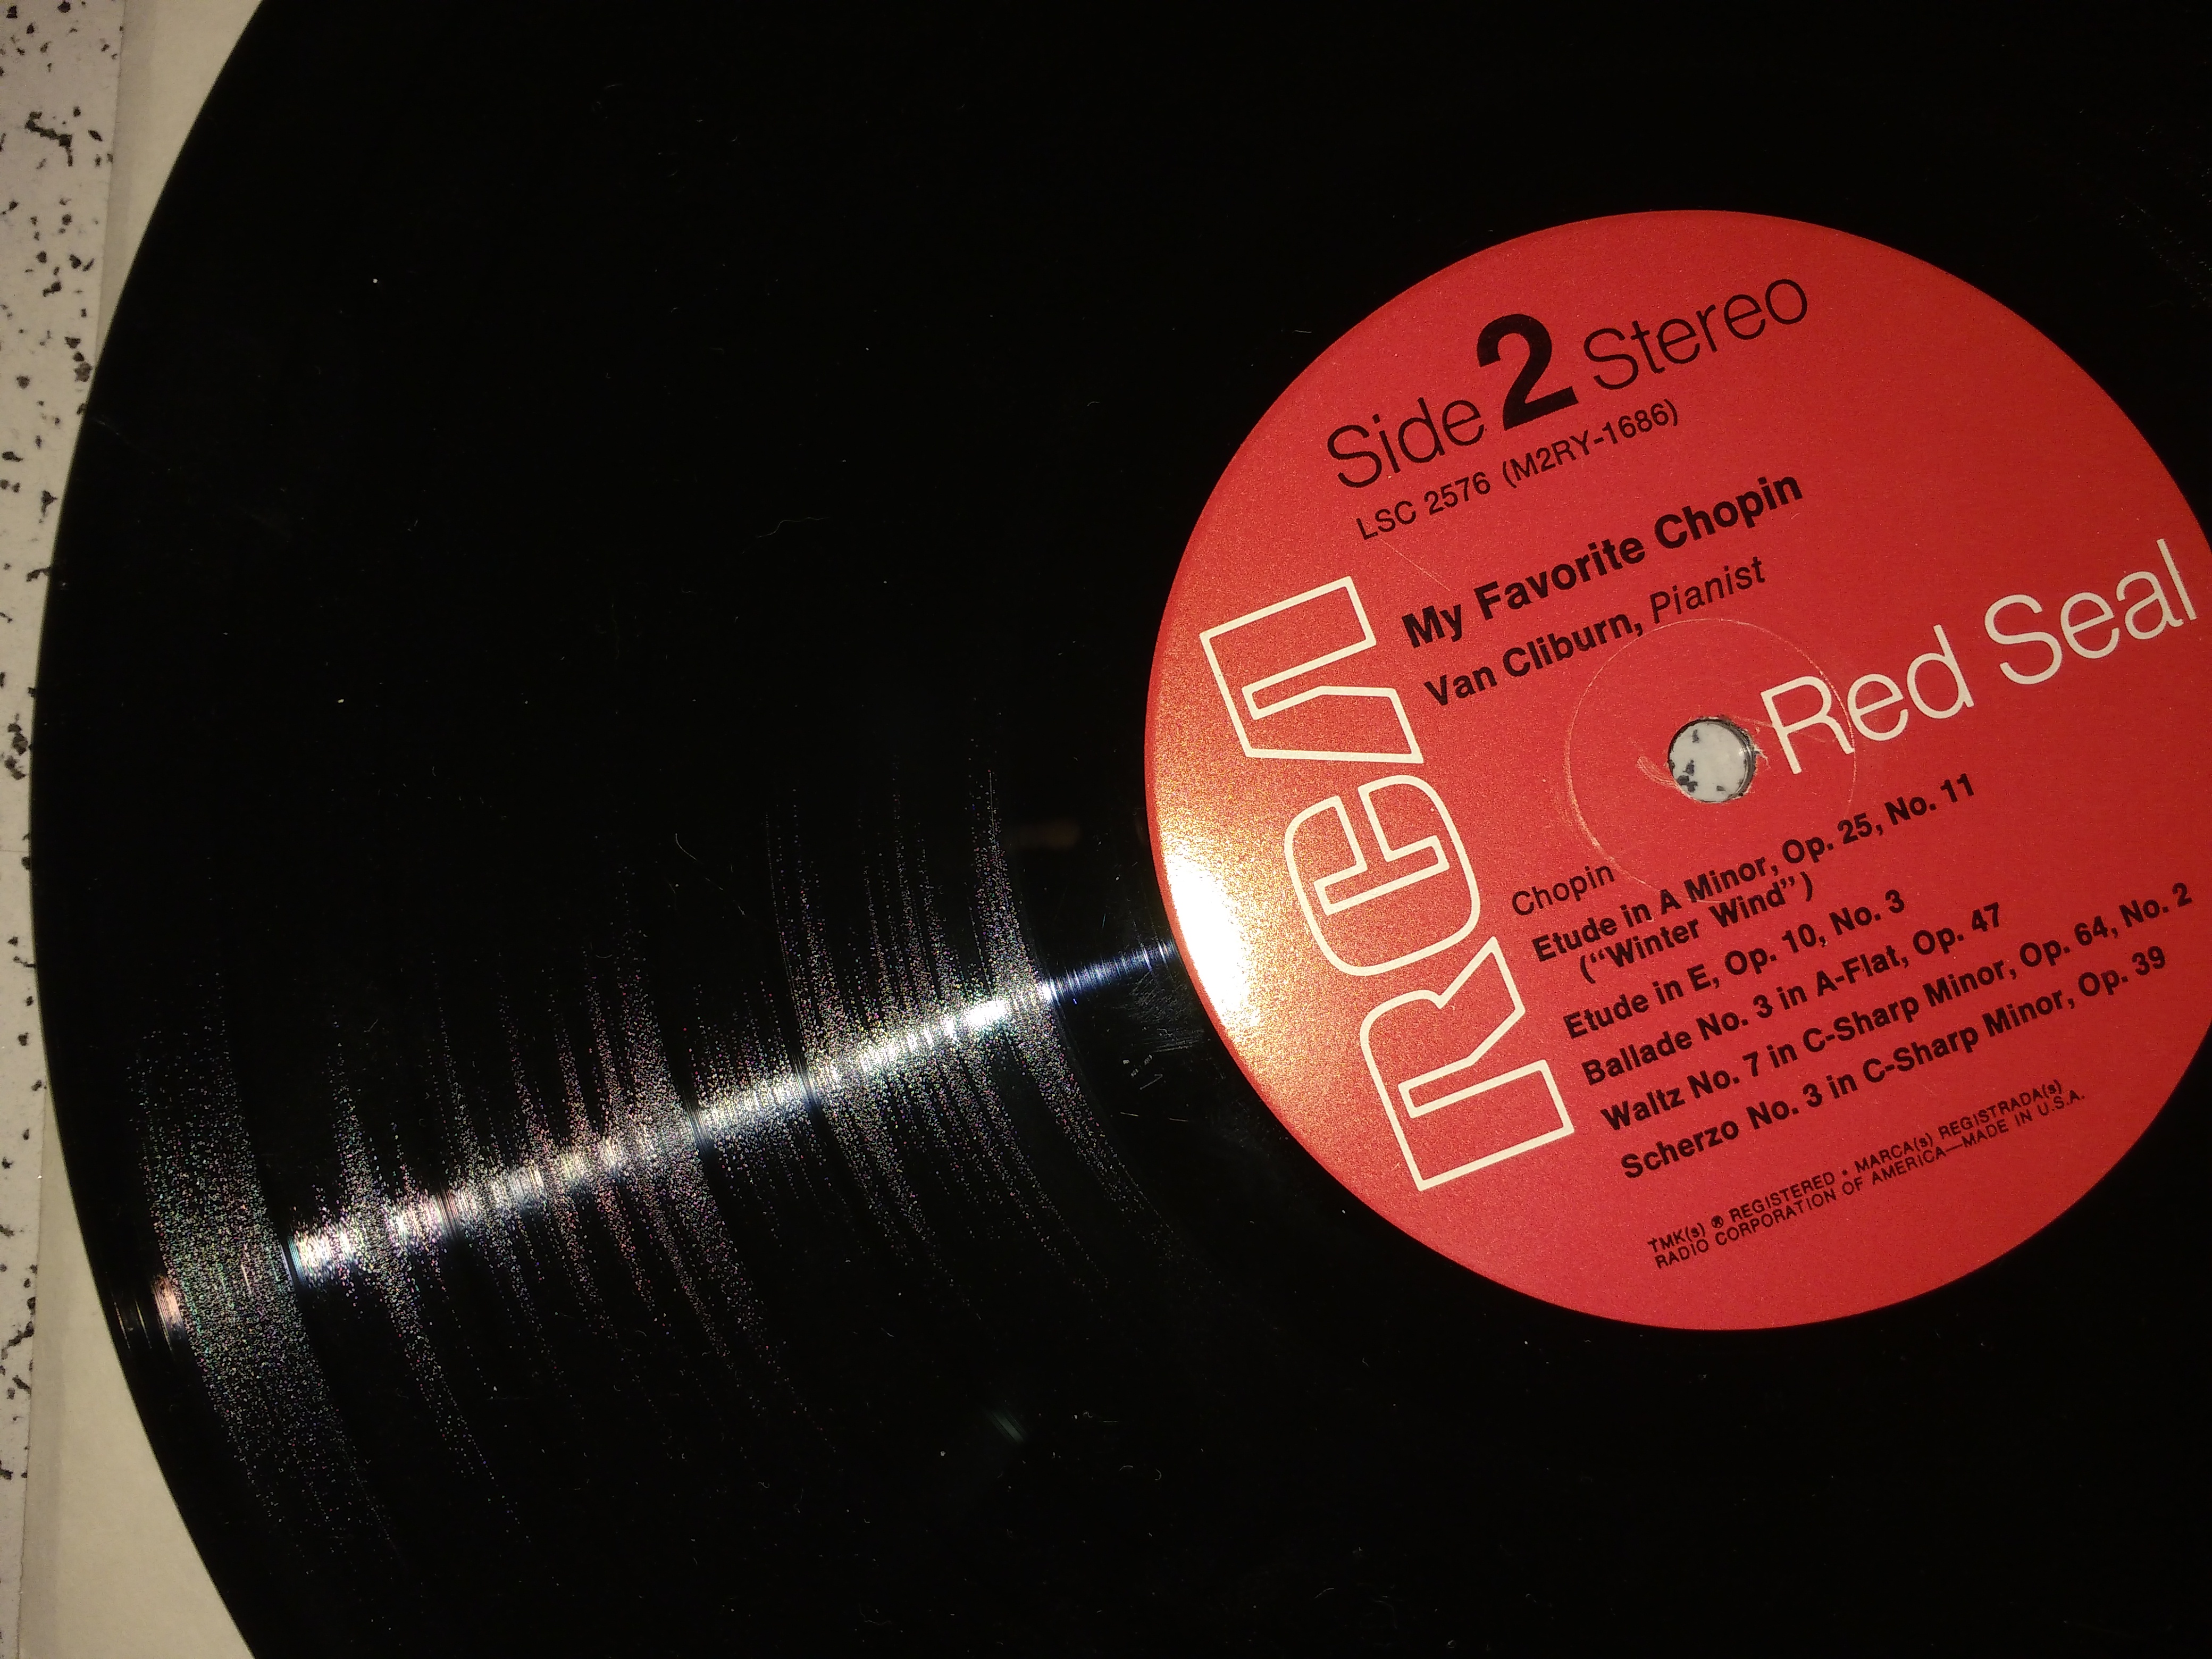 Side 2 Stereo
LSC 2576 (M2RY-1686)
My Favorite Chopin
Van Cliburn, Pianist
RCA
Red Seal
Chopin
Etude in A Minor, Op. 25, No. 11
("Winter Wind")
Etude in E, Op. 10, No. 3
Ballade No. 3 in A-Flat, Op. 47
Waltz No. 7 in C-Sharp Minor, Op. 64, No. 2
Scherzo No. 3 in C-Sharp Minor, Op. 39
TMK(s) ® REGISTERED • MARCA(s) REGISTRADA(s)
RADIO CORPORATION OF AMERICA—MADE IN U.S.A.